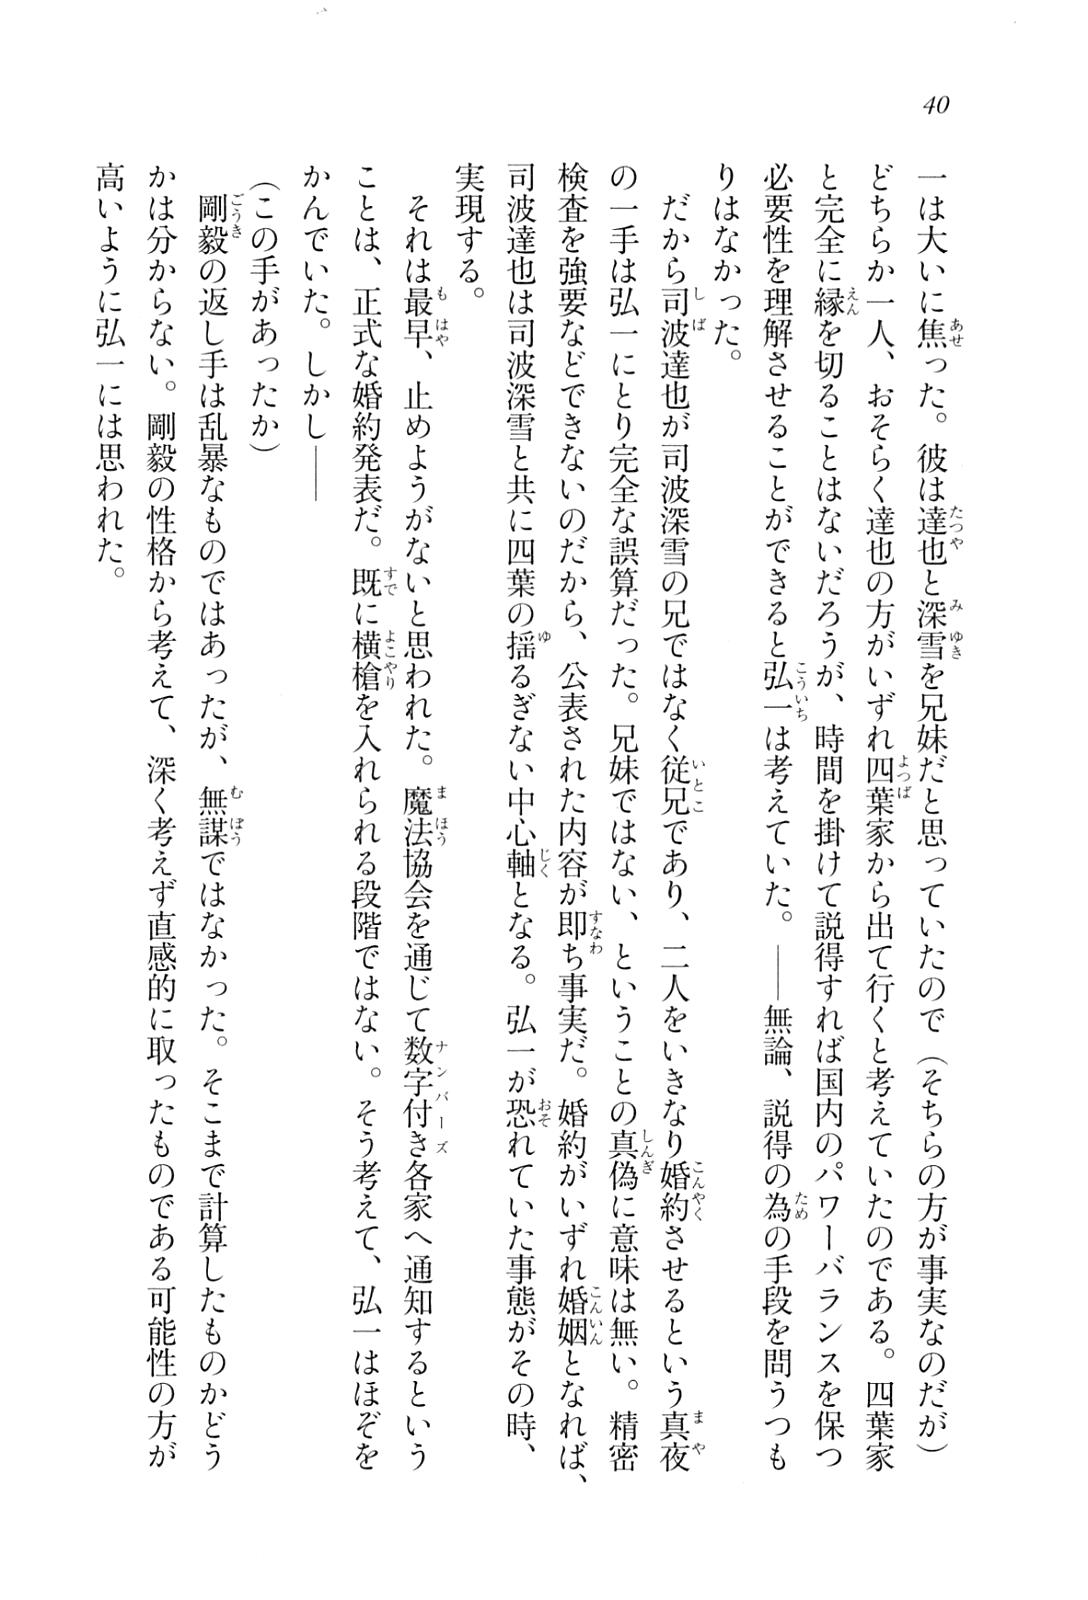 40
一は大いに焦った。彼は達也と深雪を兄妹だと思っていたので（そちらの方が事実なのだが）
どちらか一人、おそらく達也の方がいずれ四葉家から出て行くと考えていたのである。四葉家
と完全に縁を切ることはないだろうが、時間を掛けて説得すれば国内のパワーバランスを保つ
必要性を理解させることができると弘一は考えていた。――無論、説得の為の手段を問うつも
りはなかった。
だから司波達也が司波深雪の兄ではなく従兄であり、二人をいきなり婚約させるという真夜
の一手は弘一にとり完全な誤算だった。兄妹ではない、ということの真偽に意味は無い。精密
検査を強要などできないのだから、公表された内容が即ち事実だ。婚約がいずれ婚姻となれば、
司波達也は司波深雪と共に四葉の揺るぎない中心軸となる。弘一が恐れていた事態がその時、
実現する。
それは最早、止めようがないと思われた。魔法協会を通じて数字付き各家へ通知するという
ことは、正式な婚約発表だ。既に横槍を入れられる段階ではない。そう考えて、弘一はほぞを
かんでいた。しかし――
（この手があったか）
剛毅の返し手は乱暴なものではあったが、無謀ではなかった。そこまで計算したものかどう
かは分からない。剛毅の性格から考えて、深く考えず直感的に取ったものである可能性の方が
高いように弘一には思われた。